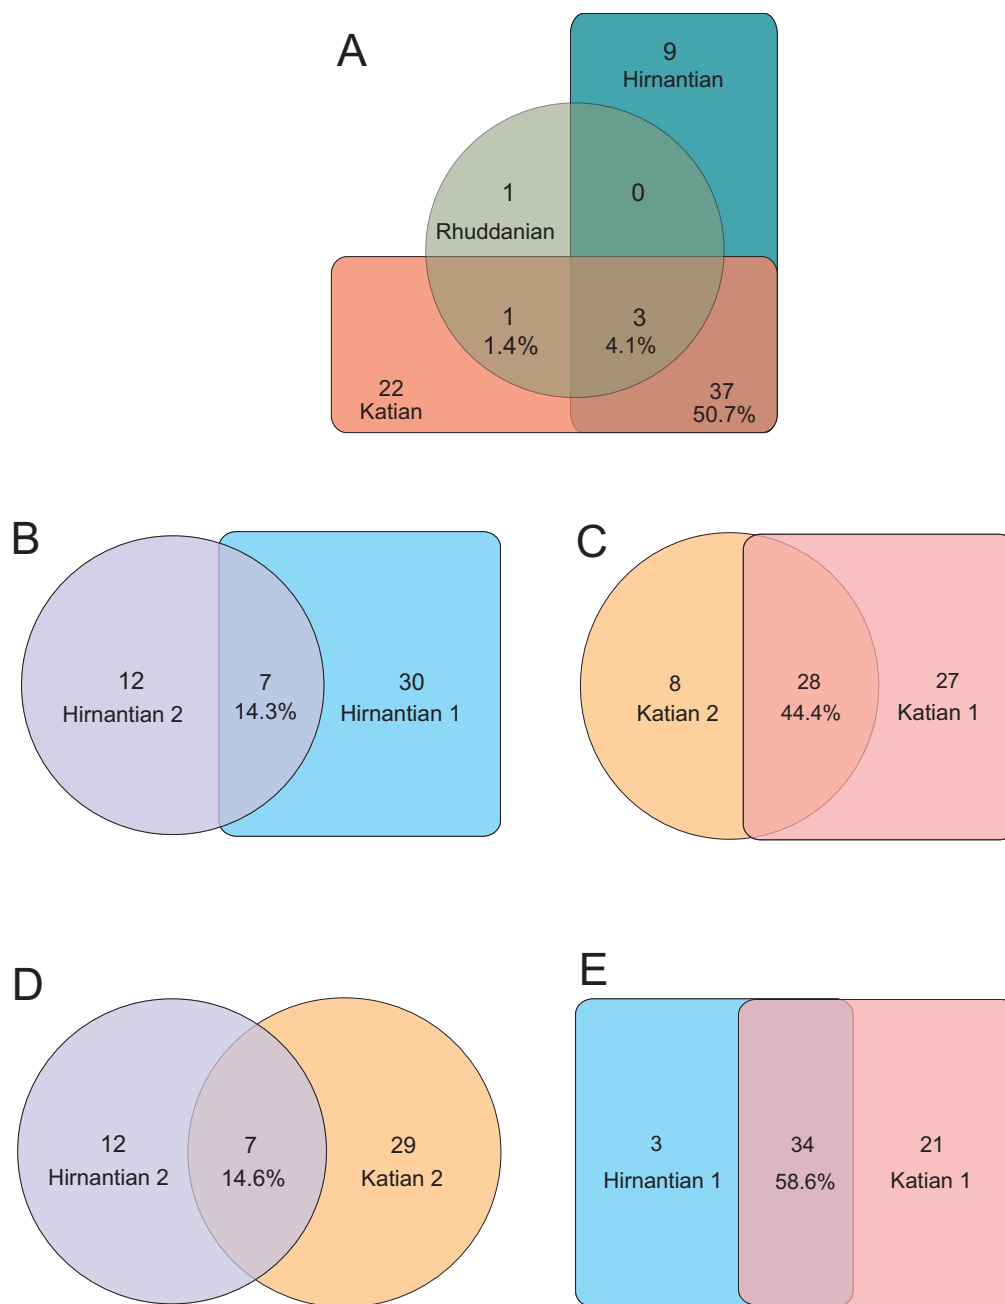 A
9
Hirnantian
1
0
Rhuddanian
1
1.4%
3
4.1%
22
Katian
37
50.7%
B
12
Hirnantian 2
7
14.3%
30
Hirnantian 1
C
8
Katian 2
28
44.4%
27
Katian 1
D
12
Hirnantian 2
7
14.6%
29
Katian 2
E
3
Hirnantian 1
34
58.6%
21
Katian 1